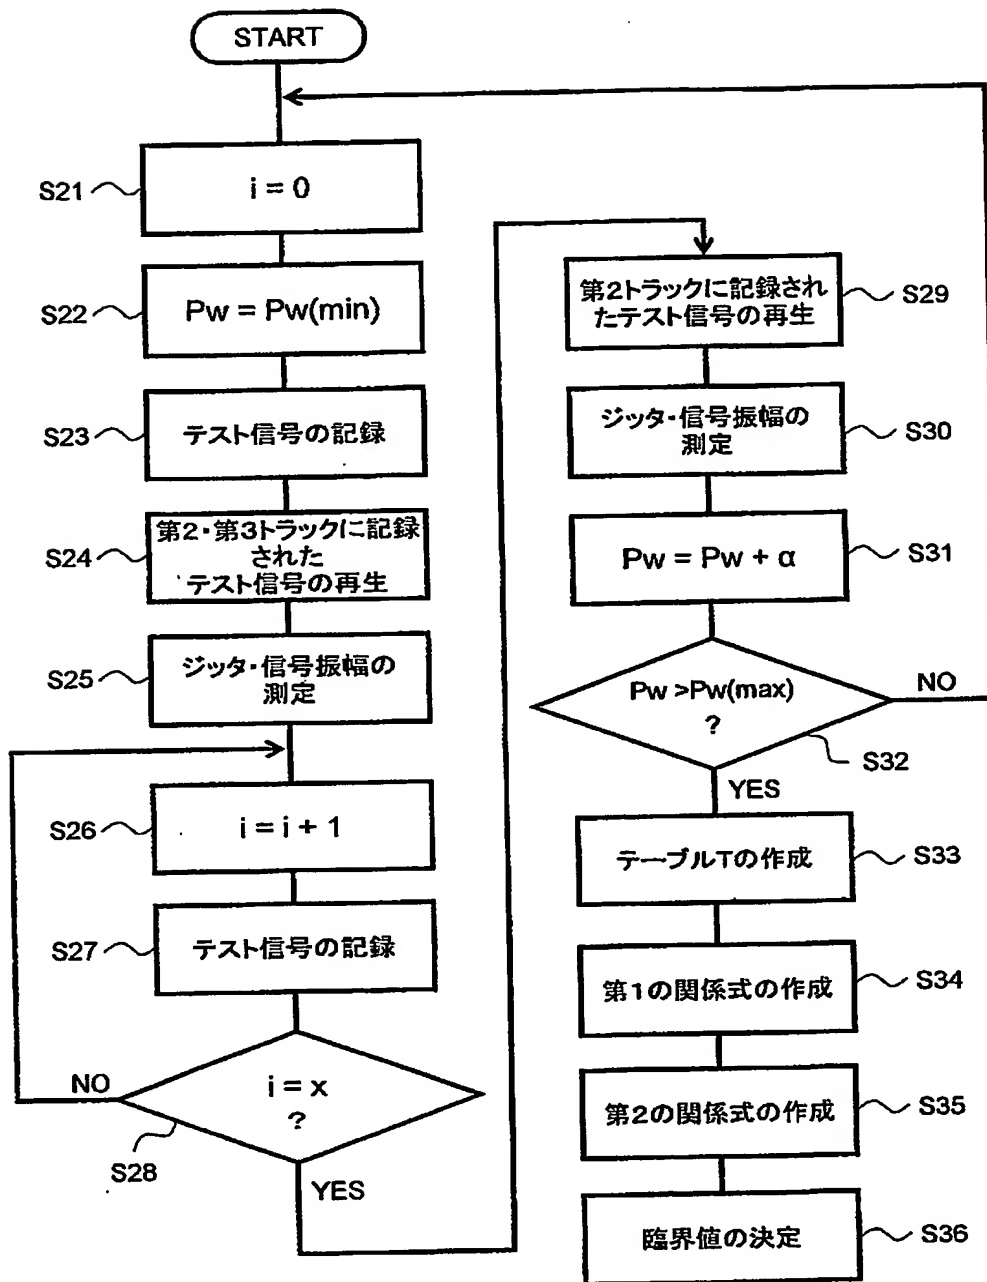 START
S21
i = 0
S22
Pw = Pw(min)
S23
テスト信号の記録
S24
第2・第3トラックに記録
された
テスト信号の再生
S25
ジッタ・信号振幅の
測定
S26
i = i + 1
S27
テスト信号の記録
NO
i = x
?
S28
YES
第2トラックに記録され
たテスト信号の再生
S29
ジッタ・信号振幅の
測定
S30
Pw = Pw + α
S31
Pw >Pw(max)
?
NO
S32
YES
テーブルTの作成
S33
第1の関係式の作成
S34
第2の関係式の作成
S35
臨界値の決定
S36